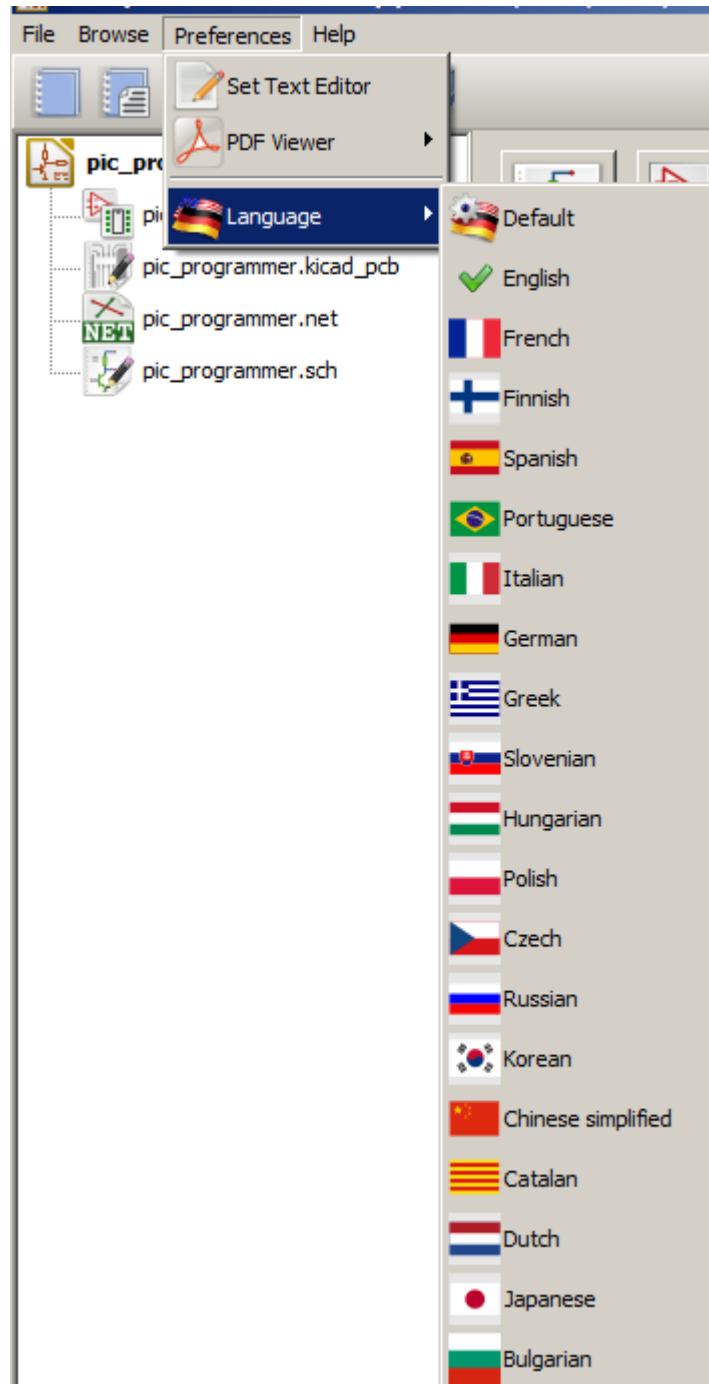 File Browse Preferences Help
Set Text Editor
PDF Viewer
Language
pic_pro
pi
pic_programmer.kicad_pcb
NET pic_programmer.net
pic_programmer.sch
Default
English
French
Finnish
Spanish
Portuguese
Italian
German
Greek
Slovenian
Hungarian
Polish
Czech
Russian
Korean
Chinese simplified
Catalan
Dutch
Japanese
Bulgarian